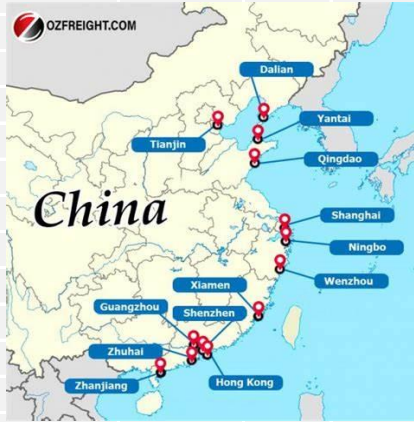 OZFREIGHT.COM
Dalian
Yantai
Tianjin
Qingdao
China
Shanghai
Ningbo
Xiamen
Wenzhou
Guangzhou
Shenzhen
Zhuhai
Zhanjiang
Hong Kong